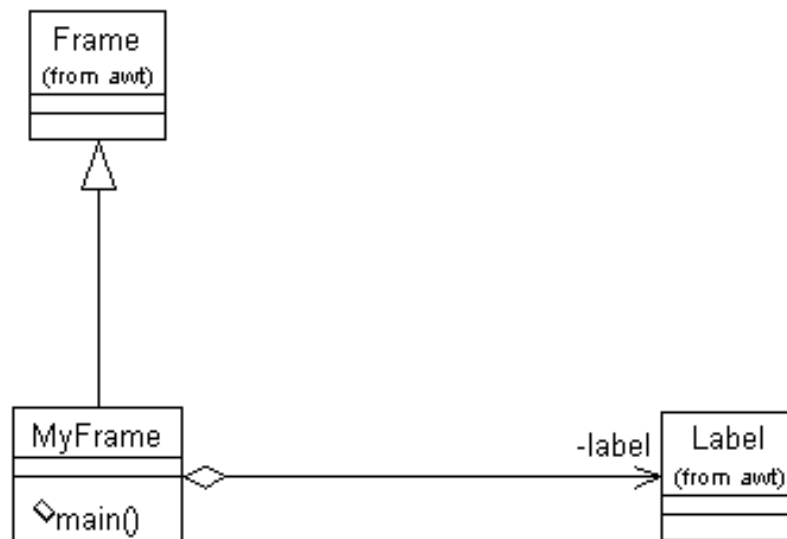 Frame
(from awt)
MyFrame
main()
-label
Label
(from awt)